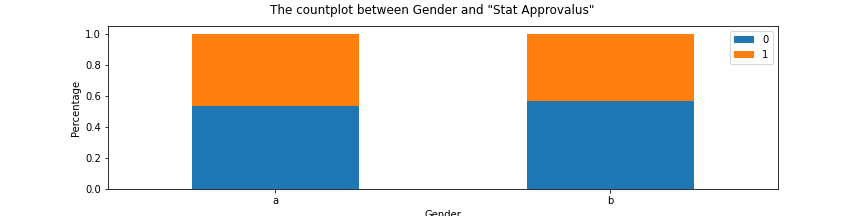 The countplot between Gender and "Stat Approvalus"
1.0
0.8
0.6
0.4
0.2
0.0
Percentage
0
1
a
b
Gender